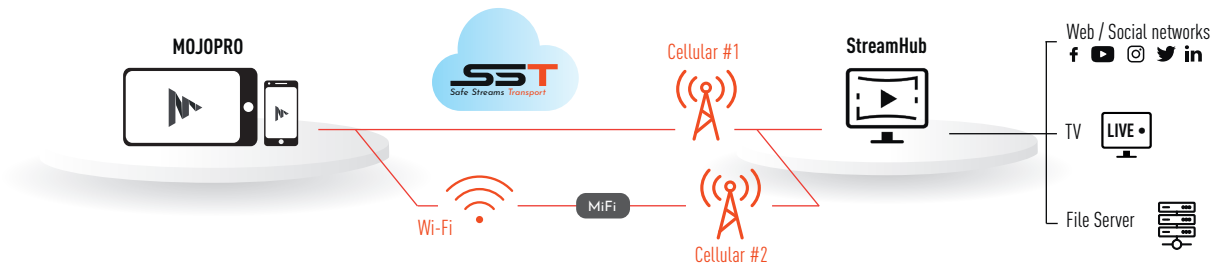 MOJOPRO
SST
Safe Streams Transport
Cellular #1
StreamHub
Web / Social networks
f in
TV
LIVE
Wi-Fi
MiFi
Cellular #2
File Server